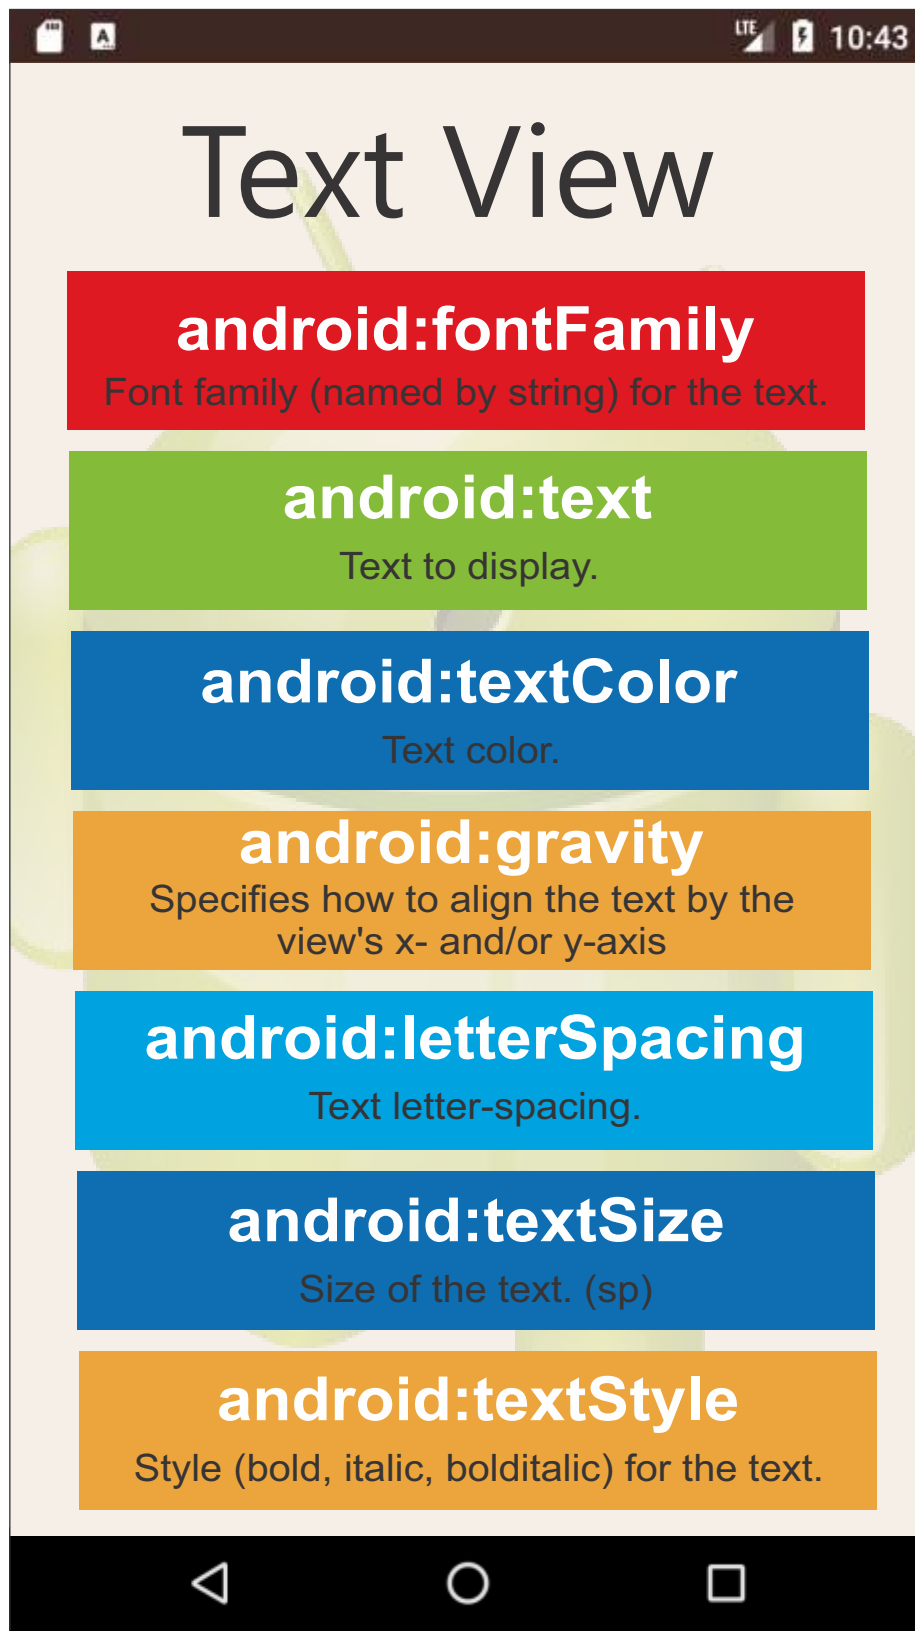 LTE 10:43
Text View
android:fontFamily
Font family (named by string) for the text.
android:text
Text to display.
android:textColor
Text color.
android:gravity
Specifies how to align the text by the
view's x- and/or y-axis
android:letterSpacing
Text letter-spacing.
android:textSize
Size of the text. (sp)
android:textStyle
Style (bold, italic, bolditalic) for the text.